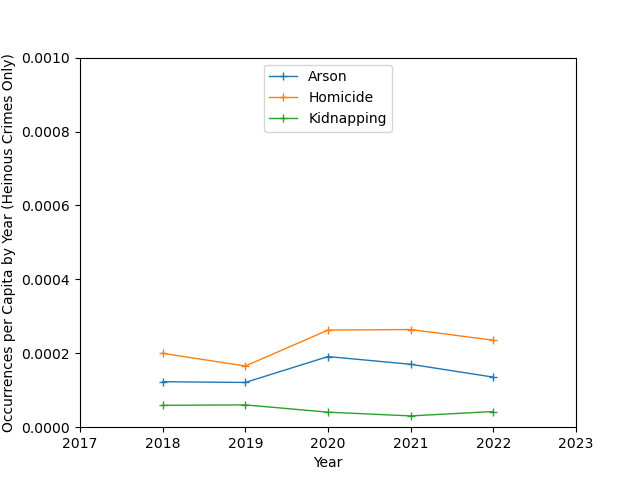 Occurrences per Capita by Year (Heinous Crimes Only)
0.0010
0.0008
0.0006
0.0004
0.0002
0.0000
Arson
Homicide
Kidnapping
2017 2018 2019 2020 2021 2022 2023
Year